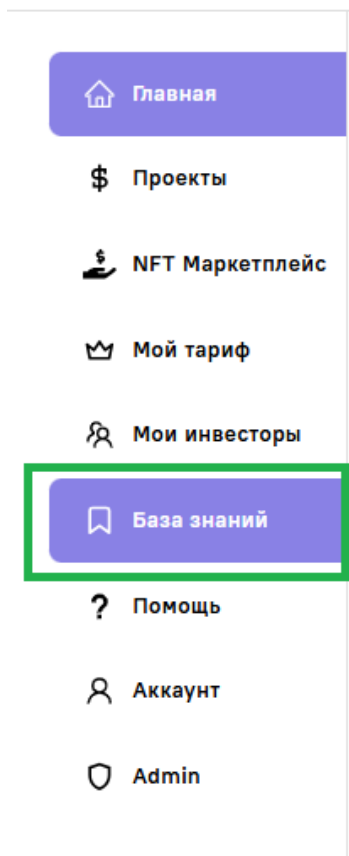 Главная
$ Проекты
$ NFT Маркетплейс
Мой тариф
Мои инвесторы
База знаний
? Помощь
Аккаунт
Admin